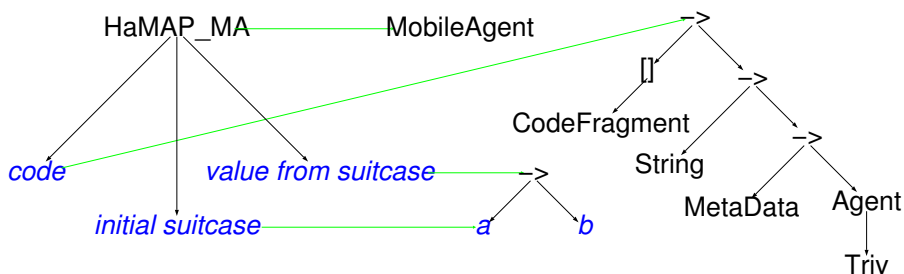 HaMAP_MA MobileAgent ->
[] ->
CodeFragment ->
code value from suitcase -> String
MetaData Agent
initial suitcase a b
Triv